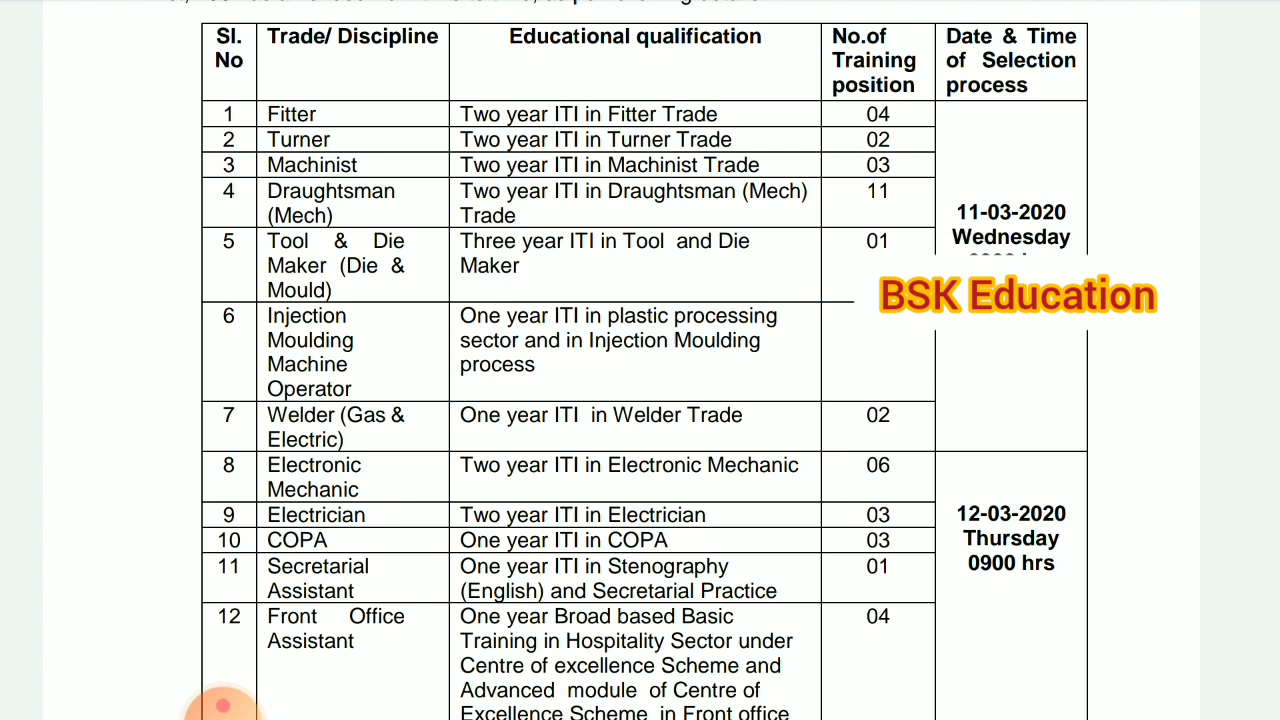 Sl. No Trade/ Discipline Educational qualification No.of Training position Date & Time of Selection process
1 Fitter Two year ITI in Fitter Trade 04
2 Turner Two year ITI in Turner Trade 02
3 Machinist Two year ITI in Machinist Trade 03
4 Draughtsman (Mech) Two year ITI in Draughtsman (Mech) Trade 11
11-03-2020
Wednesday
5 Tool & Die Maker (Die & Mould) Three year ITI in Tool and Die Maker 01
BSK Education
6 Injection Moulding Machine Operator One year ITI in plastic processing sector and in Injection Moulding process
7 Welder (Gas & Electric) One year ITI in Welder Trade 02
8 Electronic Mechanic Two year ITI in Electronic Mechanic 06
9 Electrician Two year ITI in Electrician 03
10 COPA One year ITI in COPA 03
12-03-2020
Thursday
0900 hrs
11 Secretarial Assistant One year ITI in Stenography (English) and Secretarial Practice 01
12 Front Office Assistant One year Broad based Basic Training in Hospitality Sector under Centre of excellence Scheme and Advanced module of Centre of Excellence Scheme in Front office 04